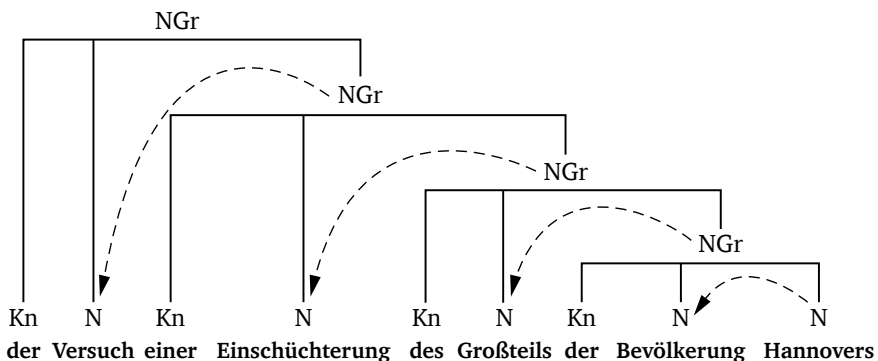 NGr
NGr
NGr
NGr
Kn N Kn N Kn N Kn N N
der Versuch einer Einschüchterung des Großteils der Bevölkerung Hannovers